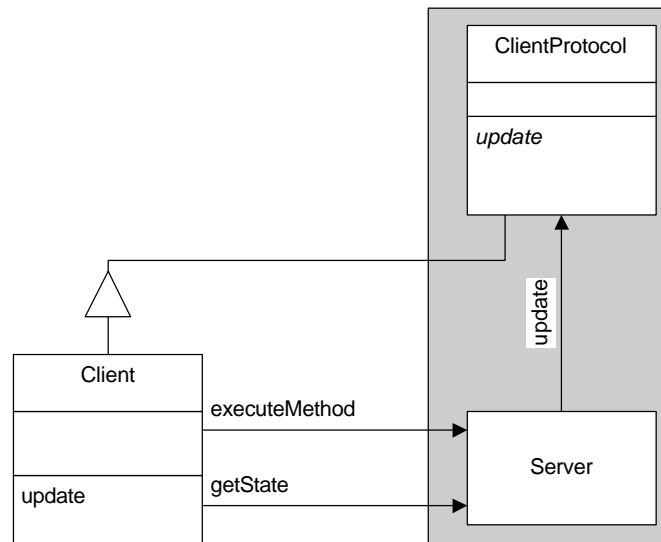 ClientProtocol
update
update
Client
executeMethod
getState
update
Server